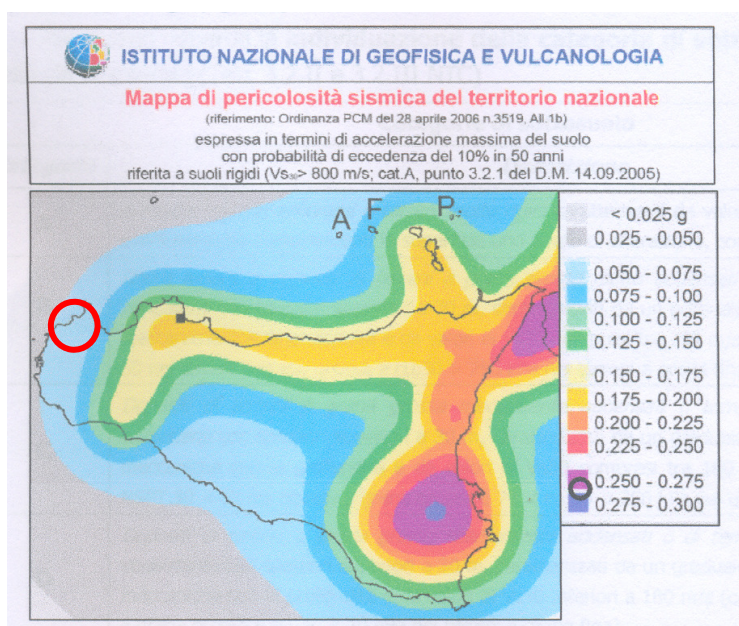 ISTITUTO NAZIONALE DI GEOFISICA E VULCANOLOGIA
Mappa di pericolosità sismica del territorio nazionale
(riferimento: Ordinanza PCM del 28 aprile 2006 n.3519, All.1b)
espressa in termini di accelerazione massima del suolo
con probabilità di eccedenza del 10% in 50 anni
riferita a suoli rigidi (Vs₃₀> 800 m/s; cat.A, punto 3.2.1 del D.M. 14.09.2005)
A F P
< 0.025 g
0.025 - 0.050
0.050 - 0.075
0.075 - 0.100
0.100 - 0.125
0.125 - 0.150
0.150 - 0.175
0.175 - 0.200
0.200 - 0.225
0.225 - 0.250
0.250 - 0.275
0.275 - 0.300